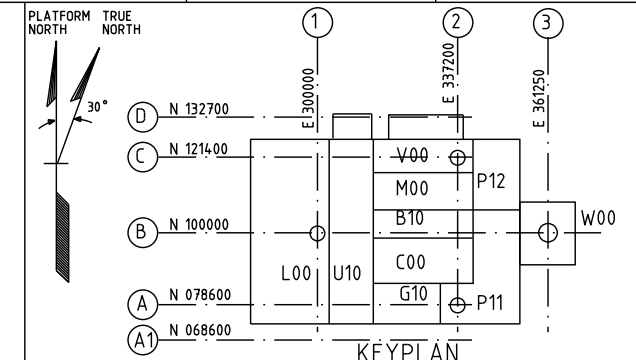 PLATFORM NORTH
TRUE NORTH
30°
1
2
3
E 300000
E 337200
E 361250
D N 132700
C N 121400
B N 100000
A N 078600
A1 N 068600
V00
M00
P12
B10
W00
C00
L00
U10
G10
P11
KEYPLAN